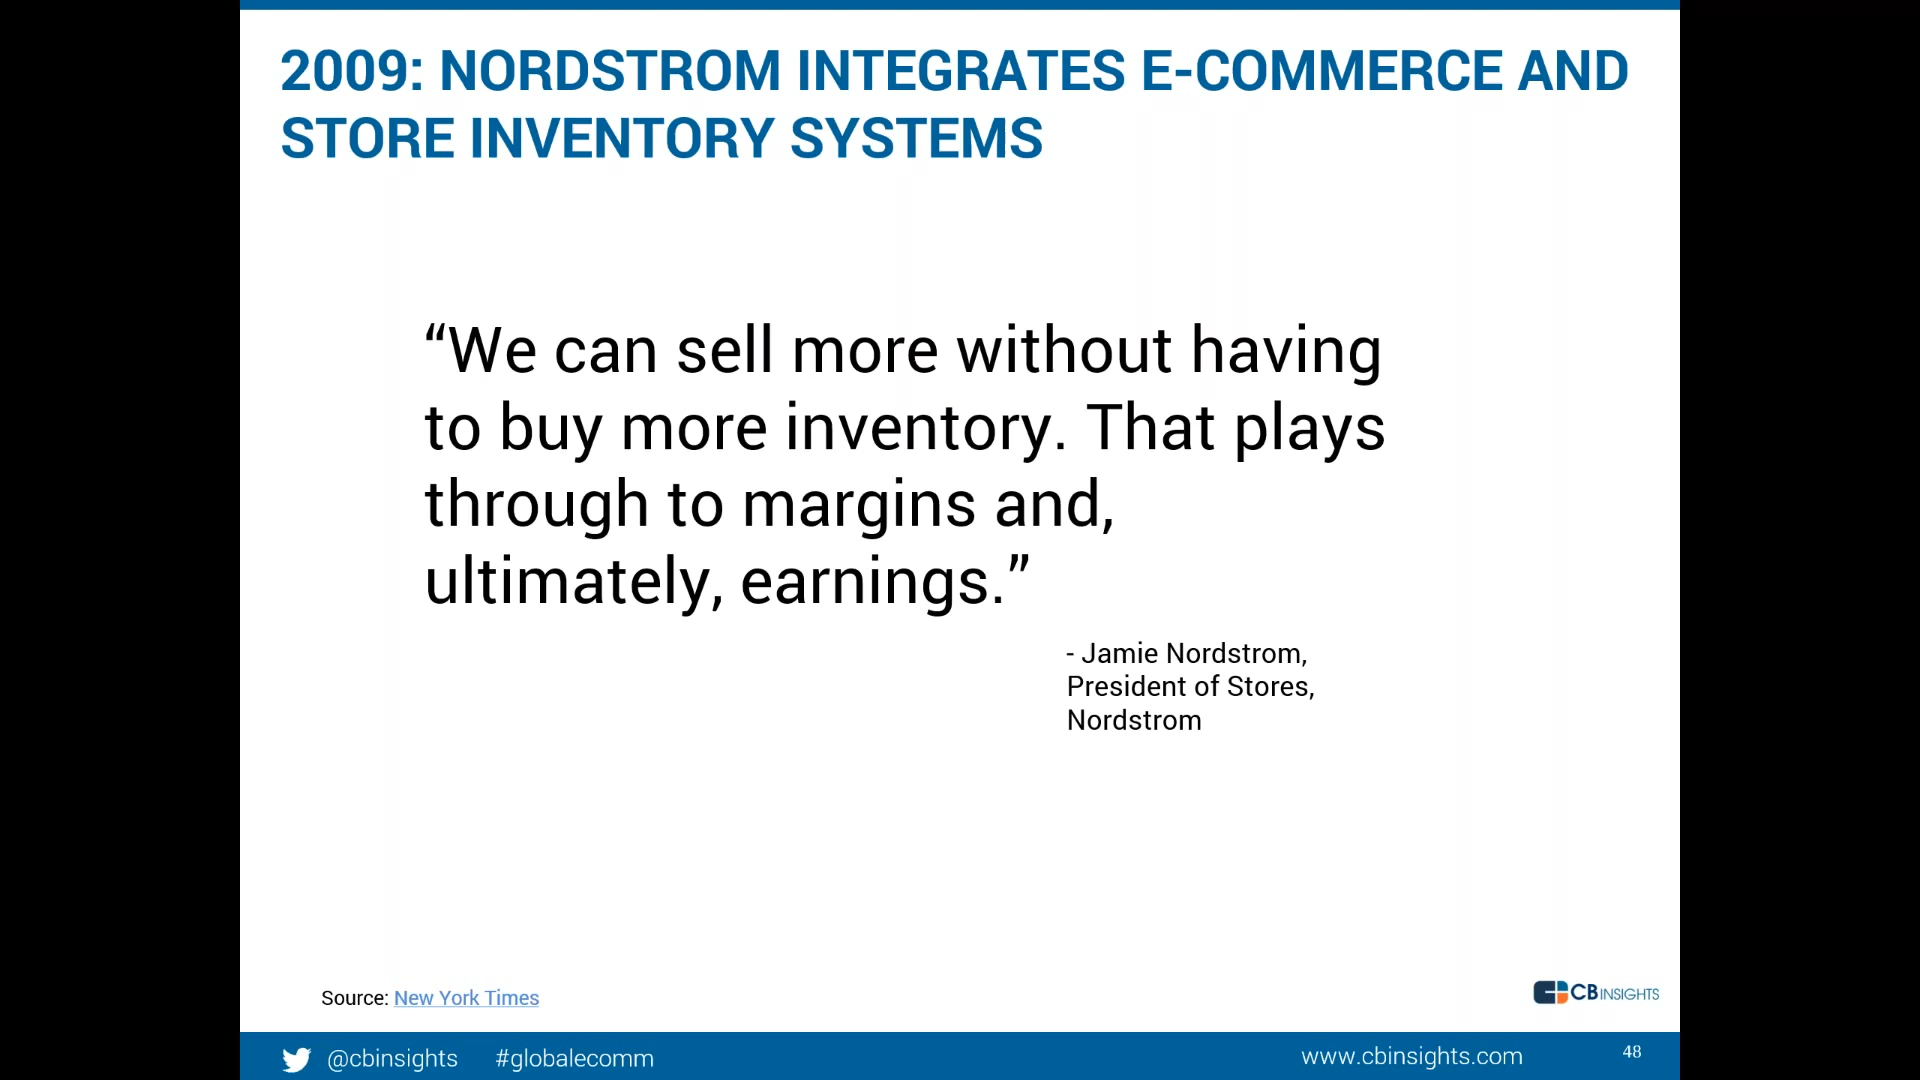 2009: NORDSTROM INTEGRATES E-COMMERCE AND
STORE INVENTORY SYSTEMS
“We can sell more without having
to buy more inventory. That plays
through to margins and,
ultimately, earnings.”
- Jamie Nordstrom,
President of Stores,
Nordstrom
Source: New York Times
CBINSIGHTS
@cbinsights #globalecomm
www.cbinsights.com 48